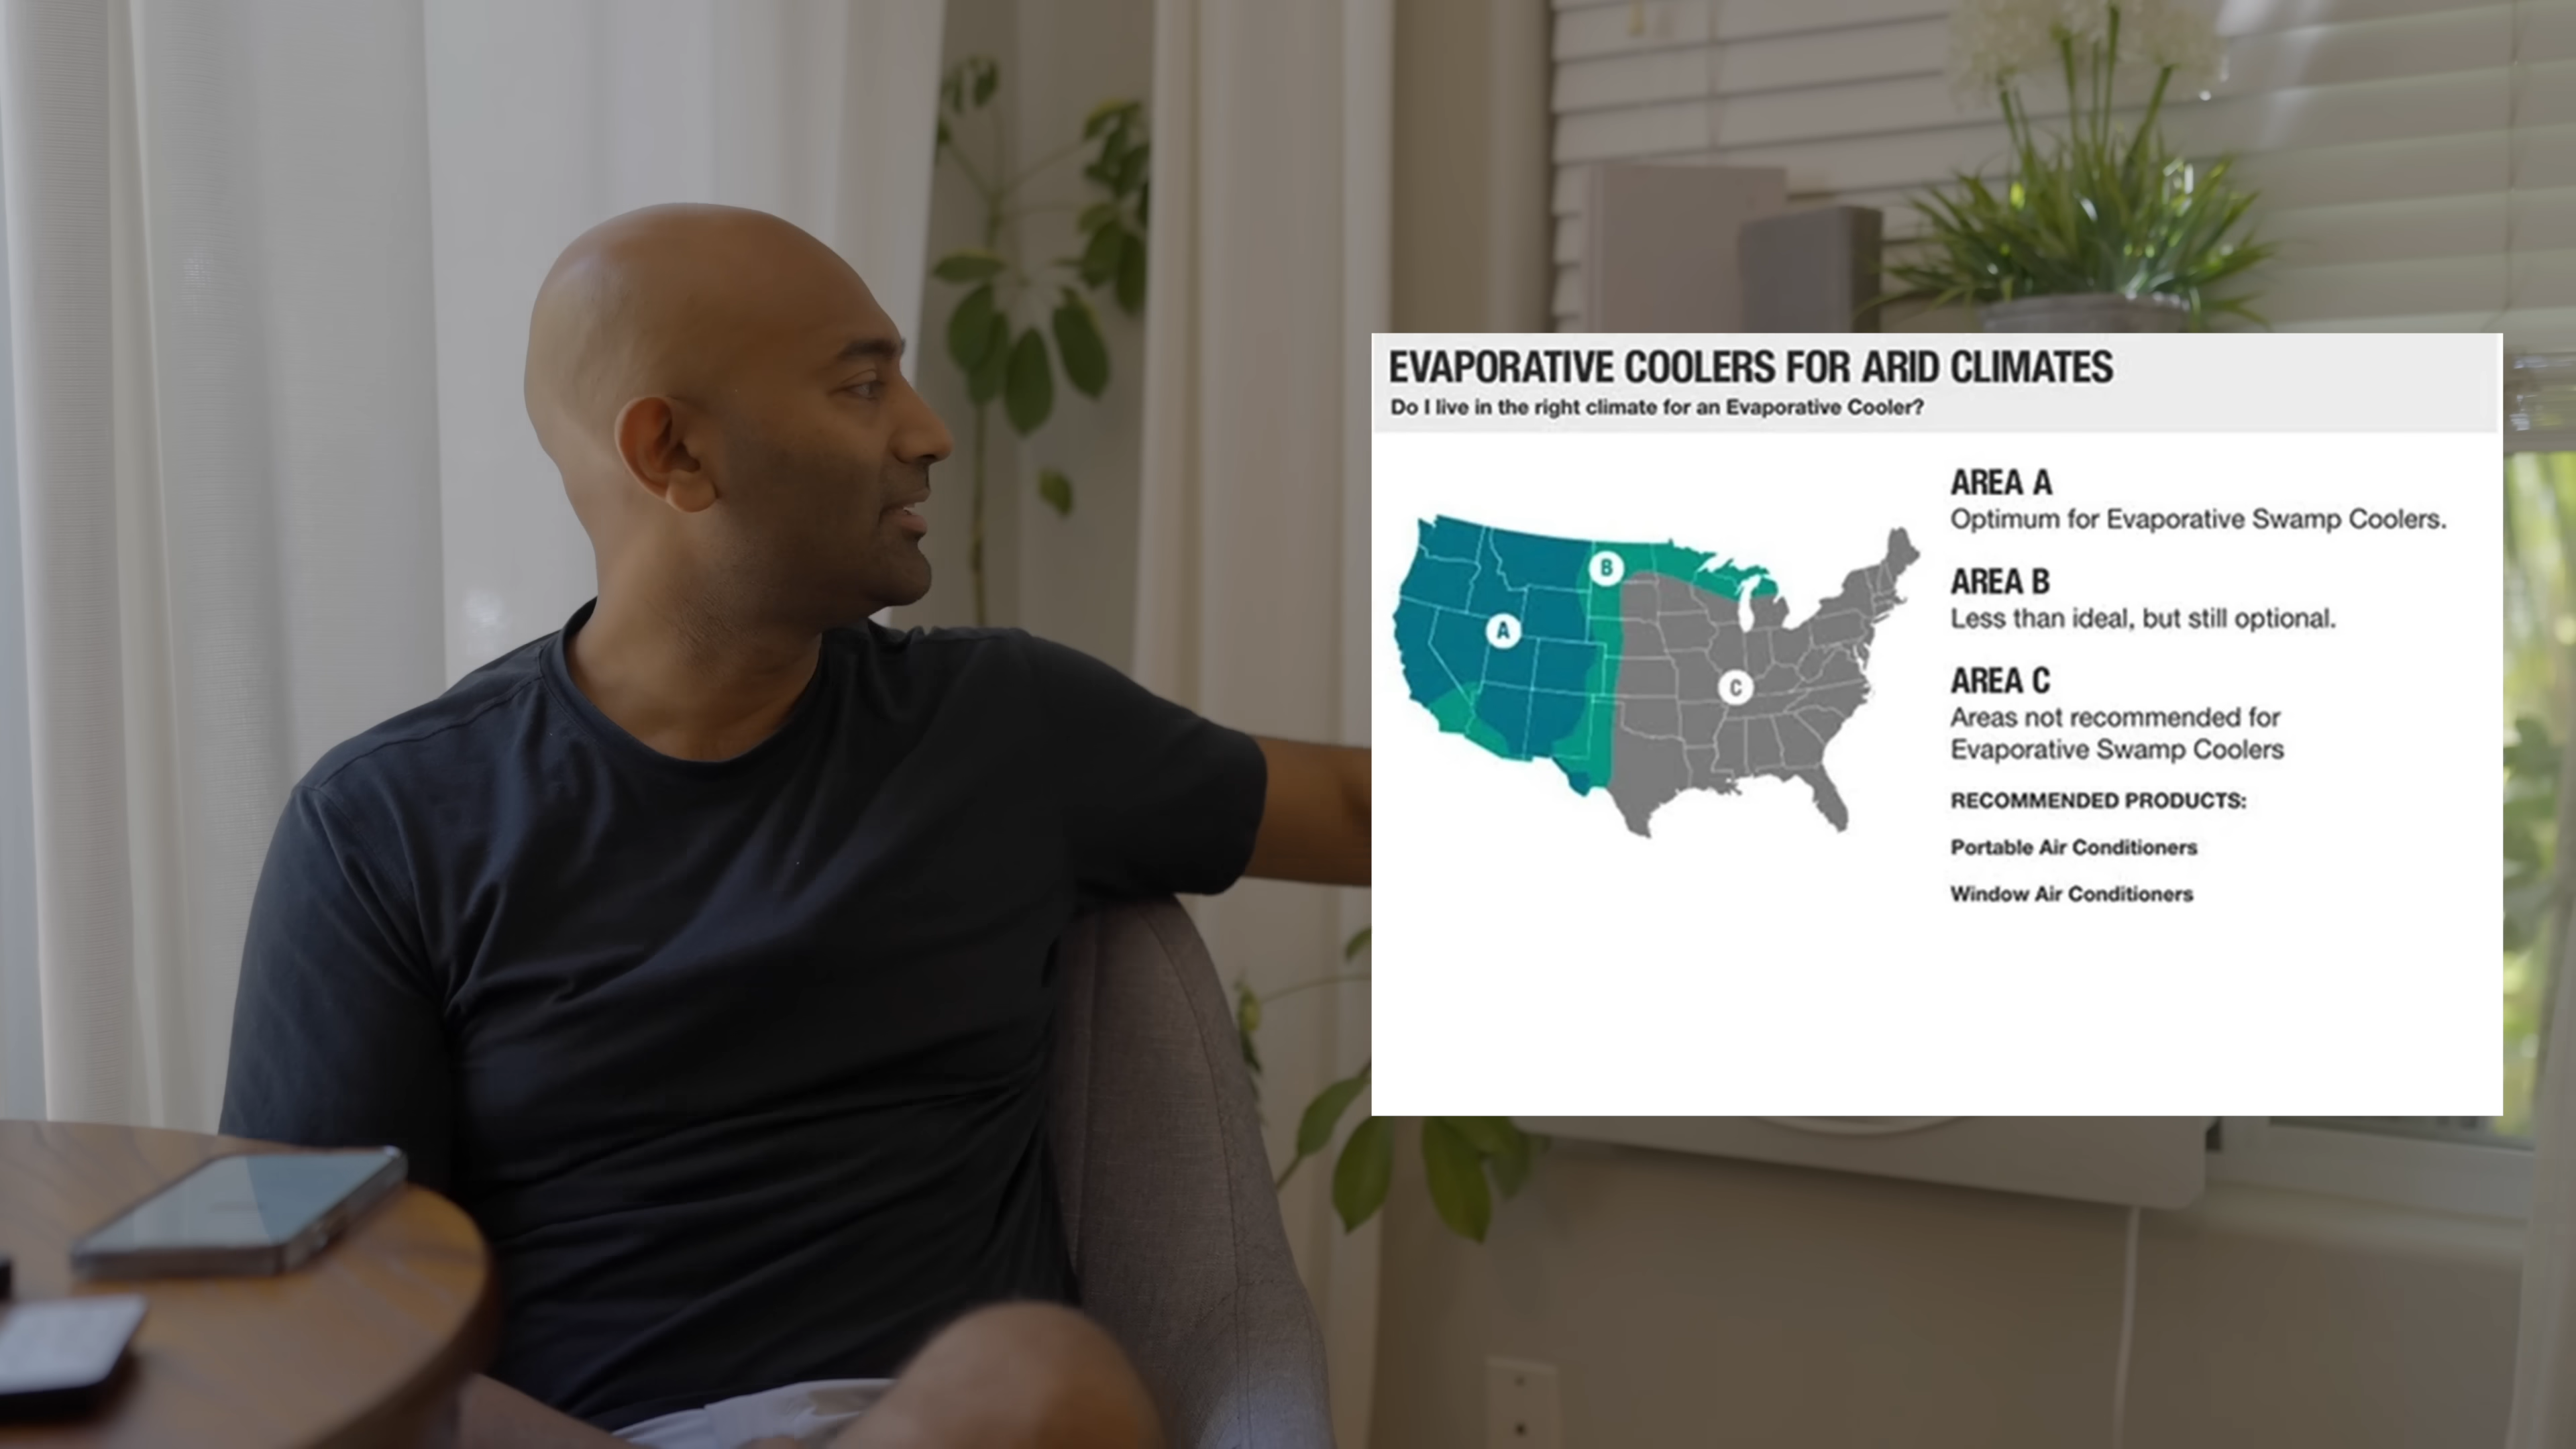 EVAPORATIVE COOLERS FOR ARID CLIMATES
Do I live in the right climate for an Evaporative Cooler?
AREA A
Optimum for Evaporative Swamp Coolers.
B
AREA B
Less than ideal, but still optional.
A
AREA C
Areas not recommended for
Evaporative Swamp Coolers
C
RECOMMENDED PRODUCTS:
Portable Air Conditioners
Window Air Conditioners